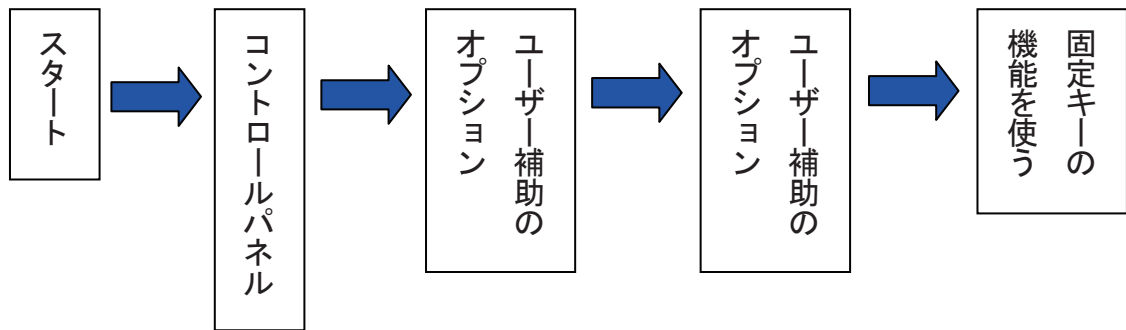 スタート
コントロールパネル
ユーザー補助の
オプション
ユーザー補助の
オプション
固定キーの
機能を使う